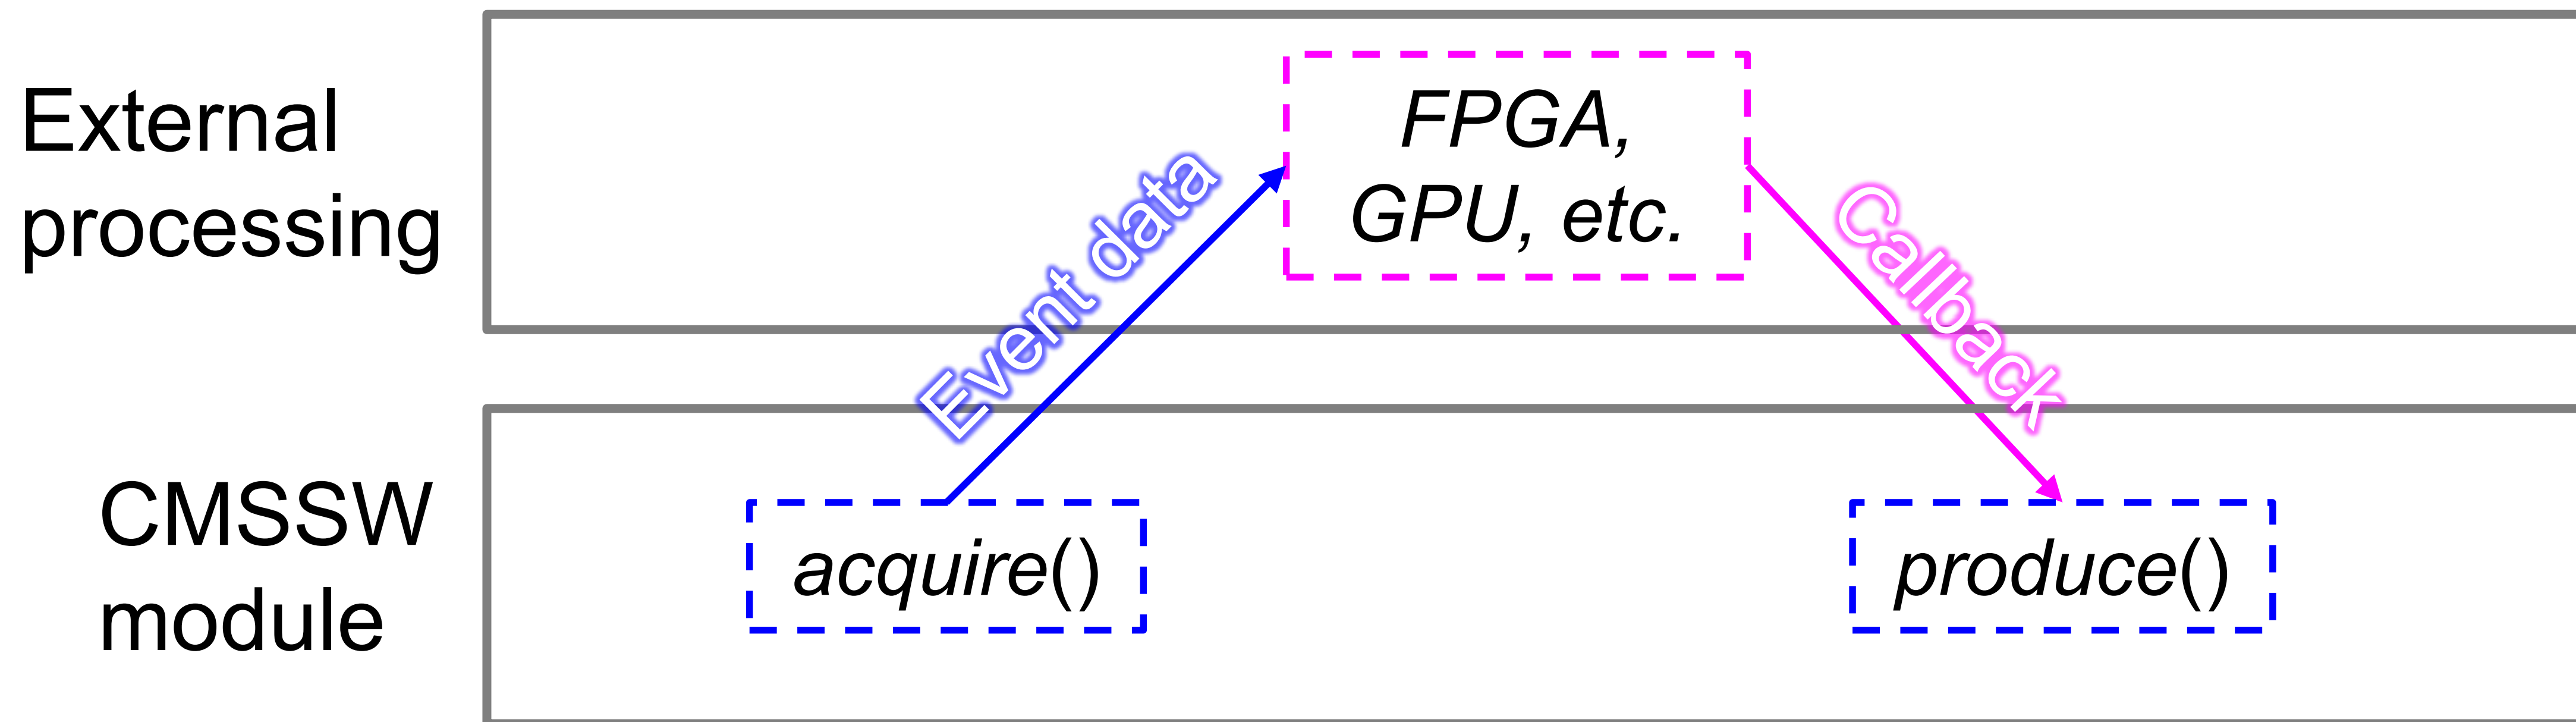 External
processing
FPGA,
GPU, etc.
Event data
Callback
CMSSW
module
acquire()
produce()